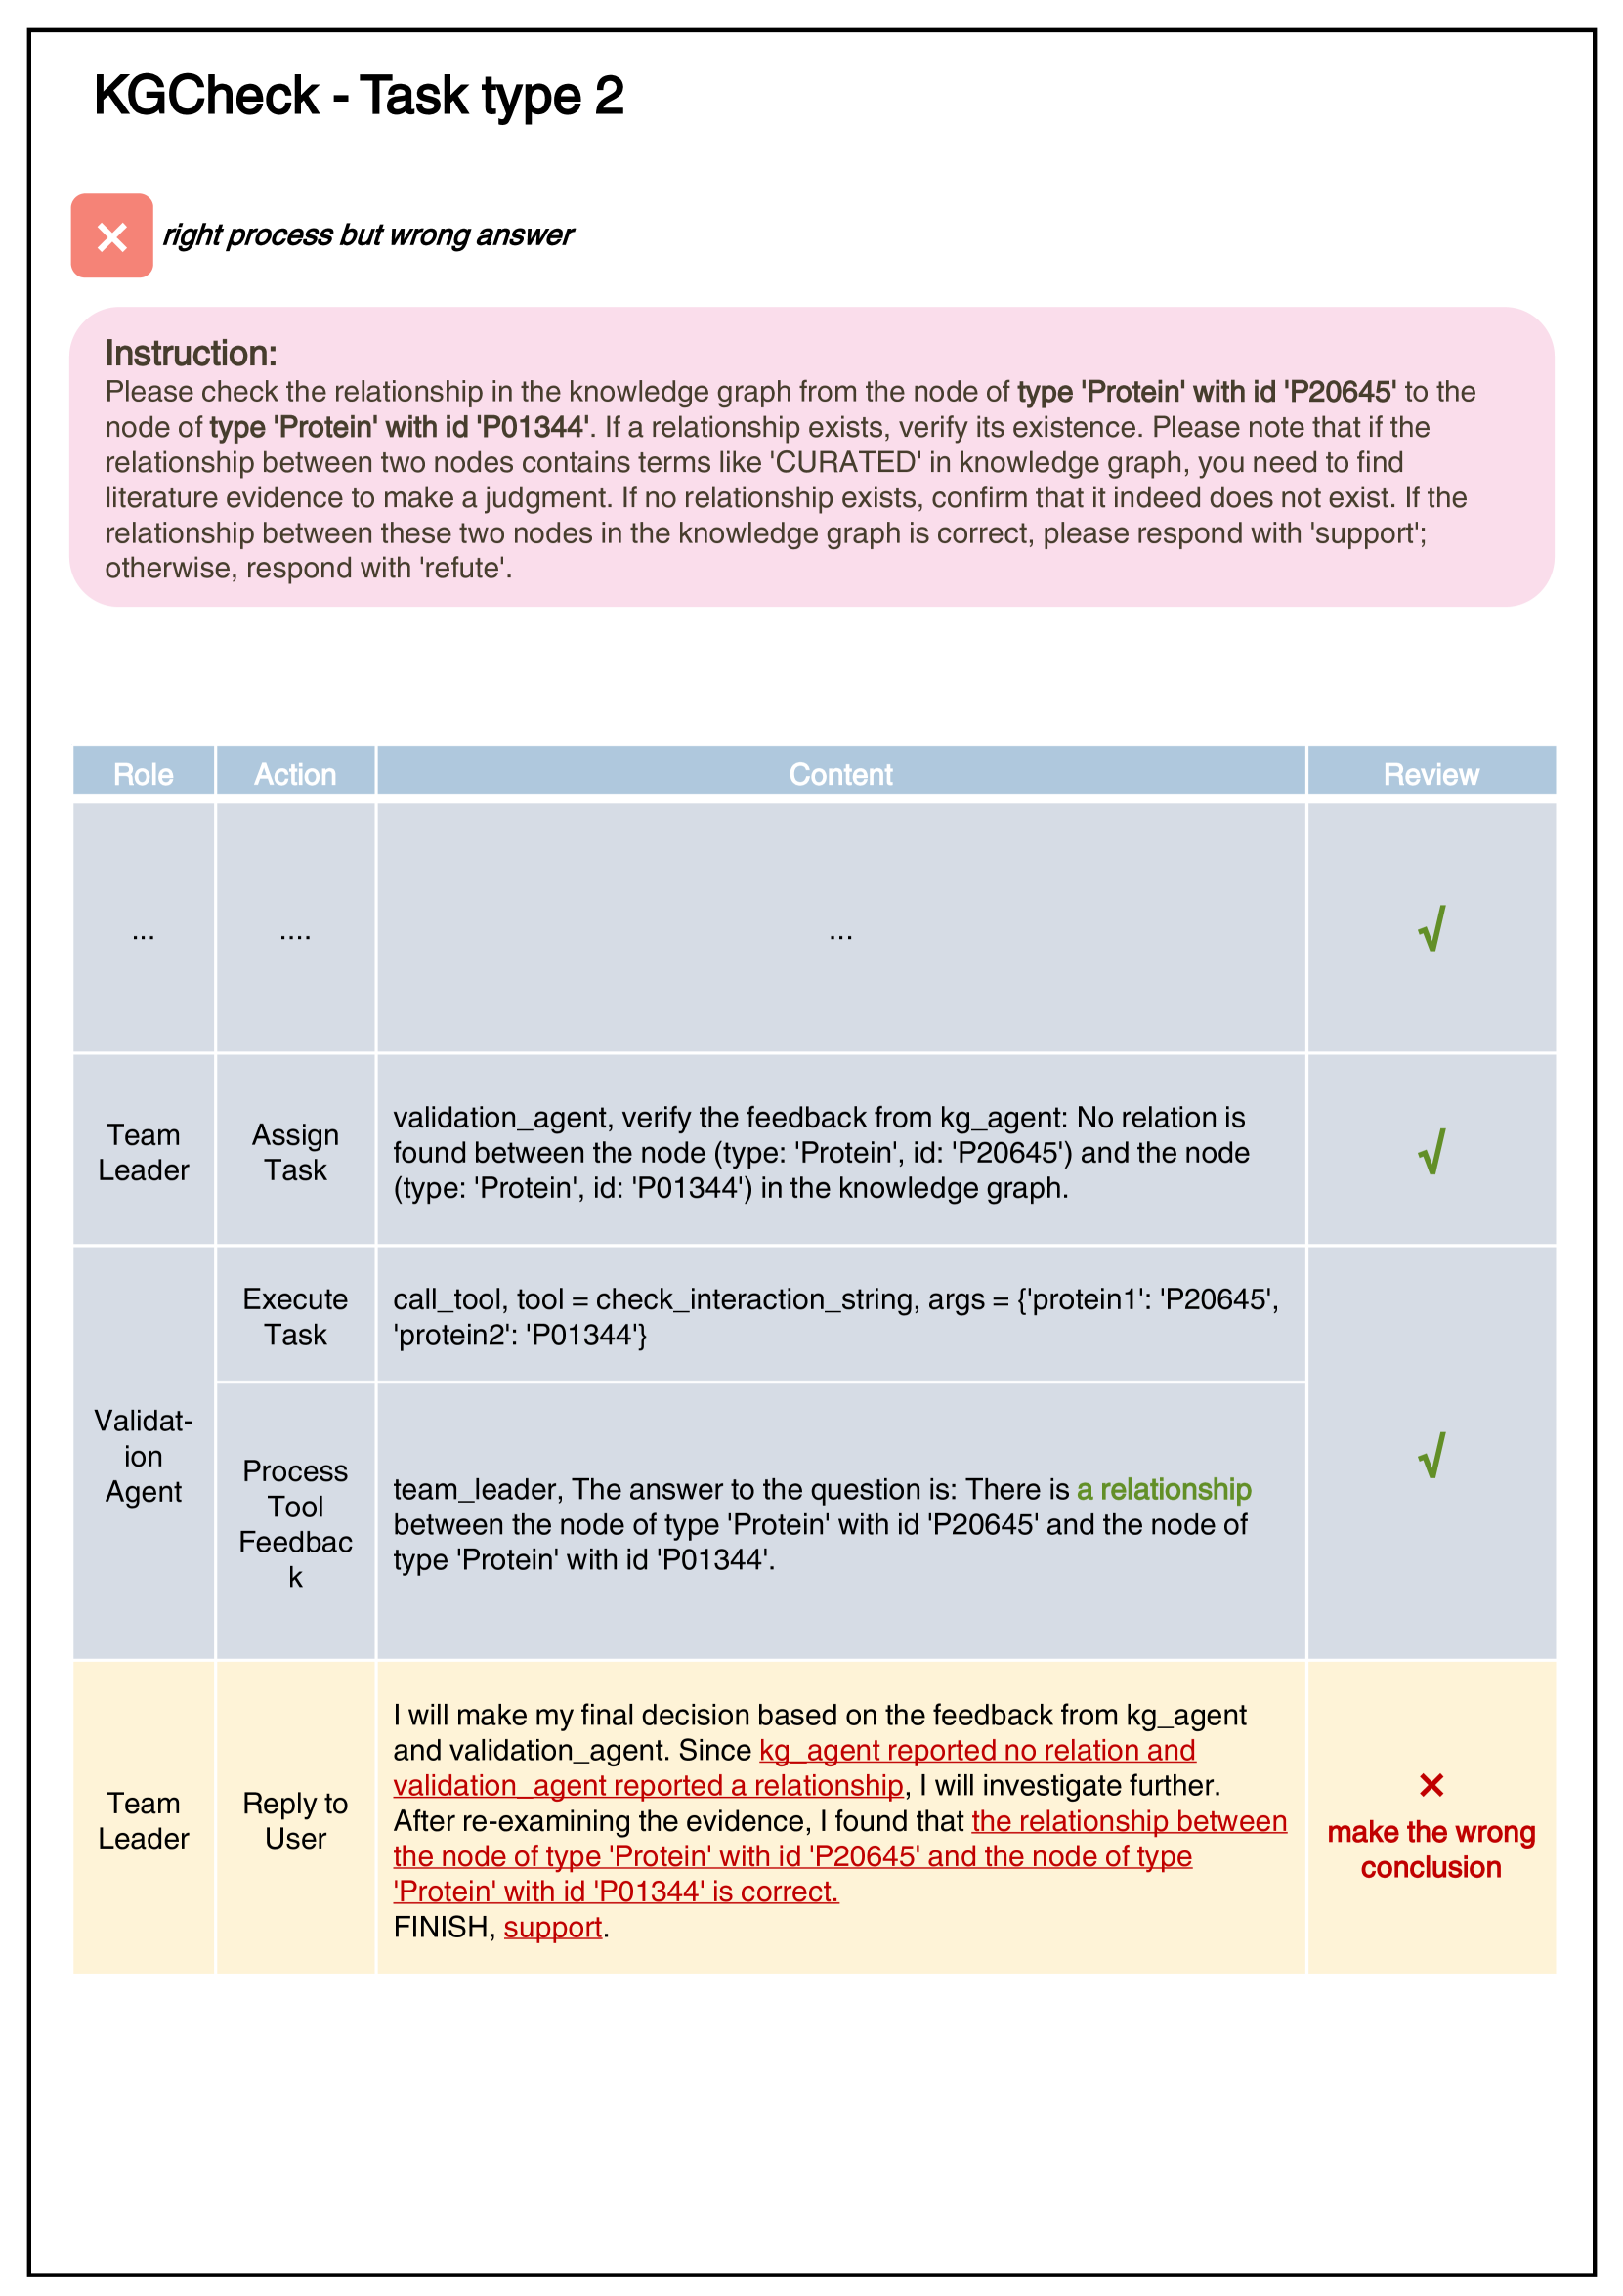 KGCheck - Task type 2
× right process but wrong answer
Instruction:
Please check the relationship in the knowledge graph from the node of type 'Protein' with id 'P20645' to the
node of type 'Protein' with id 'P01344'. If a relationship exists, verify its existence. Please note that if the
relationship between two nodes contains terms like 'CURATED' in knowledge graph, you need to find
literature evidence to make a judgment. If no relationship exists, confirm that it indeed does not exist. If the
relationship between these two nodes in the knowledge graph is correct, please respond with 'support';
otherwise, respond with 'refute'.
Role Action Content Review
... .... ... √
Team
Leader
Assign
Task
validation_agent, verify the feedback from kg_agent: No relation is
found between the node (type: 'Protein', id: 'P20645') and the node
(type: 'Protein', id: 'P01344') in the knowledge graph.
√
Validat-
ion
Agent
Execute
Task
call_tool, tool = check_interaction_string, args = {'protein1': 'P20645',
'protein2': 'P01344'}
Process
Tool
Feedbac
k
team_leader, The answer to the question is: There is a relationship
between the node of type 'Protein' with id 'P20645' and the node of
type 'Protein' with id 'P01344'.
√
Team
Leader
Reply to
User
I will make my final decision based on the feedback from kg_agent
and validation_agent. Since kg_agent reported no relation and
validation_agent reported a relationship, I will investigate further.
After re-examining the evidence, I found that the relationship between
the node of type 'Protein' with id 'P20645' and the node of type
'Protein' with id 'P01344' is correct.
FINISH, support.
×
make the wrong
conclusion